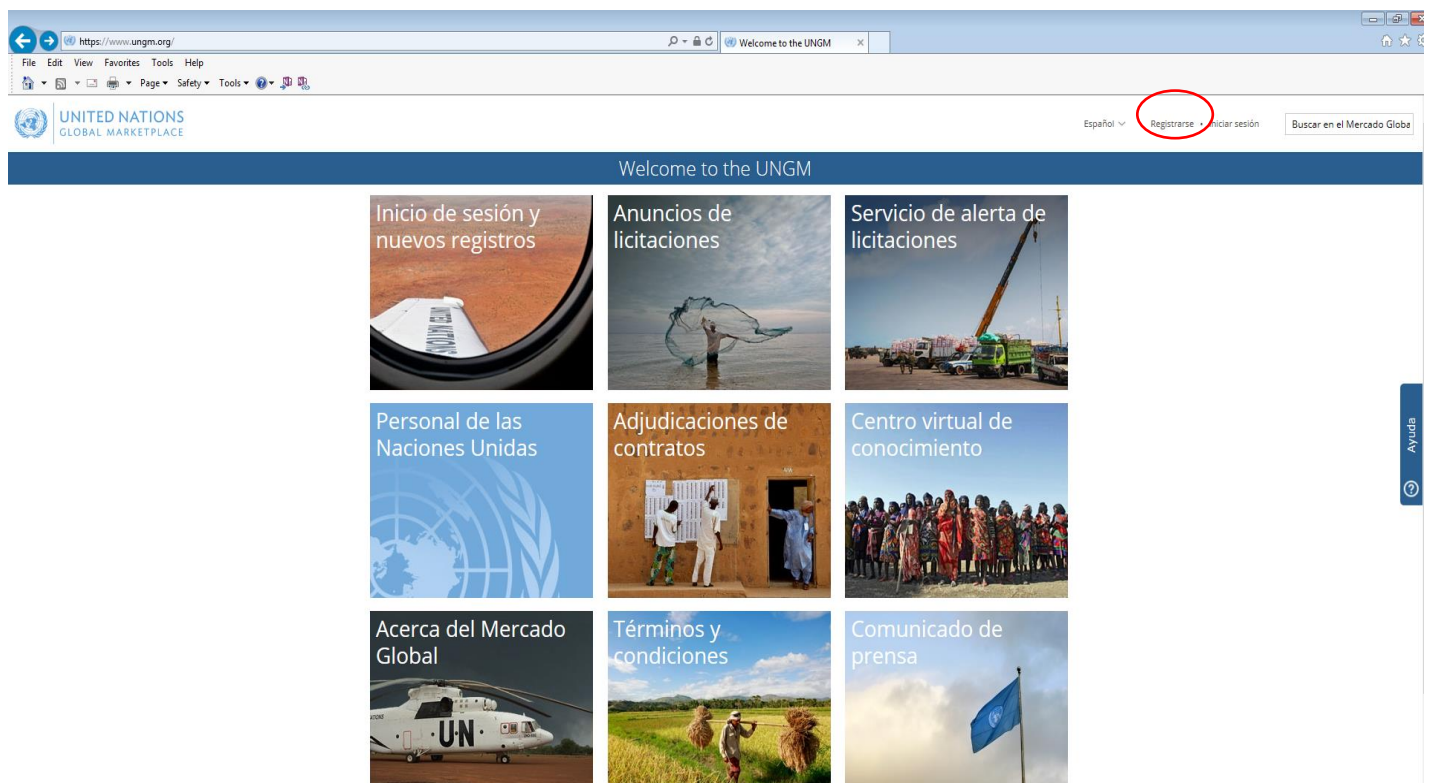 https://www.ungm.org/
Welcome to the UNGM
File Edit View Favorites Tools Help
Page Safety Tools
UNITED NATIONS
GLOBAL MARKETPLACE
Español
Registrarse • Iniciar sesión
Buscar en el Mercado Globa
Welcome to the UNGM
Inicio de sesión y
nuevos registros
UNITED NATIONS
Anuncios de
licitaciones
Servicio de alerta de
licitaciones
Personal de las
Naciones Unidas
Adjudicaciones de
contratos
Centro virtual de
conocimiento
Ayuda
Acerca del Mercado
Global
UN
Términos y
condiciones
Comunicado de
prensa